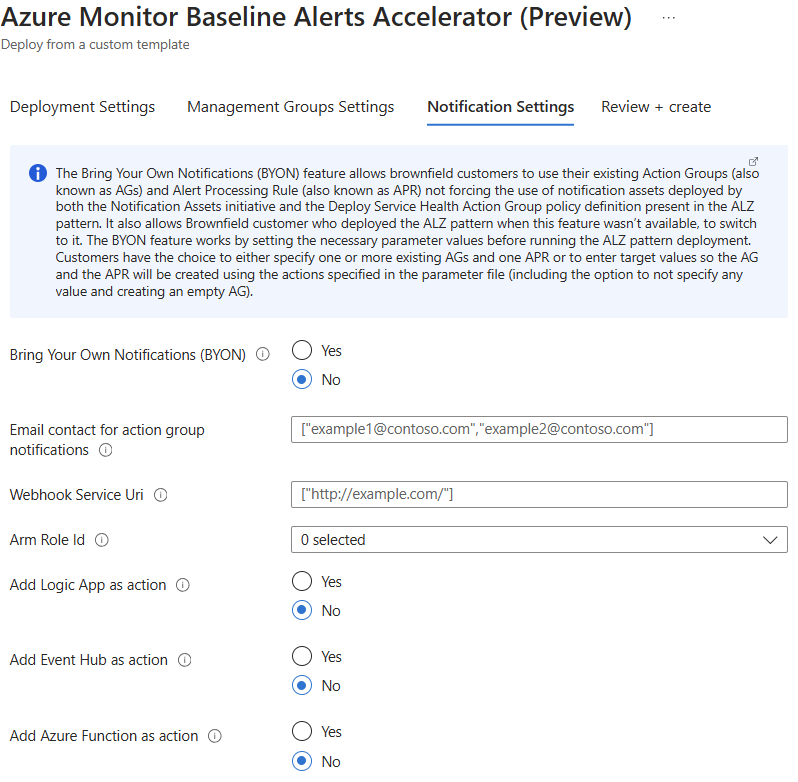 Azure Monitor Baseline Alerts Accelerator (Preview) ...
Deploy from a custom template
Deployment Settings Management Groups Settings Notification Settings Review + create
The Bring Your Own Notifications (BYON) feature allows brownfield customers to use their existing Action Groups (also
known as AGs) and Alert Processing Rule (also known as APR) not forcing the use of notification assets deployed by
both the Notification Assets initiative and the Deploy Service Health Action Group policy definition present in the ALZ
pattern. It also allows Brownfield customer who deployed the ALZ pattern when this feature wasn't available, to switch
to it. The BYON feature works by setting the necessary parameter values before running the ALZ pattern deployment.
Customers have the choice to either specify one or more existing AGs and one APR or to enter target values so the AG
and the APR will be created using the actions specified in the parameter file (including the option to not specify any
value and creating an empty AG).
Bring Your Own Notifications (BYON) Yes
No
Email contact for action group
notifications
["example1@contoso.com","example2@contoso.com"]
Webhook Service Uri ["http://example.com/"]
Arm Role Id 0 selected
Add Logic App as action Yes
No
Add Event Hub as action Yes
No
Add Azure Function as action Yes
No